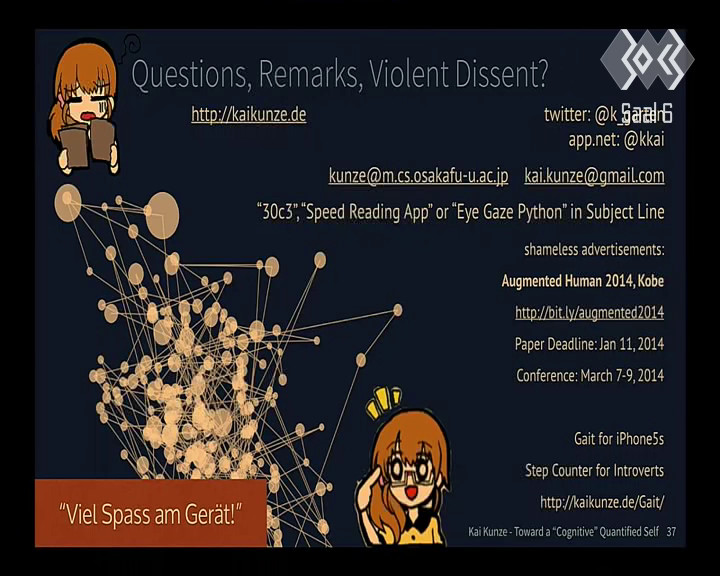 Questions, Remarks, Violent Dissent?
http://kaikunze.de
twitter: @k_
Saal 6
app.net: @kkai
kunze@m.cs.osakafu-u.ac.jp kai.kunze@gmail.com
“30c3”, “Speed Reading App” or “Eye Gaze Python” in Subject Line
shameless advertisements:
Augmented Human 2014, Kobe
http://bit.ly/augmented2014
Paper Deadline: Jan 11, 2014
Conference: March 7-9, 2014
Gait for iPhone5s
Step Counter for Introverts
http://kaikunze.de/Gait/
“Viel Spass am Gerät!”
Kai Kunze - Toward a “Cognitive” Quantified Self 37